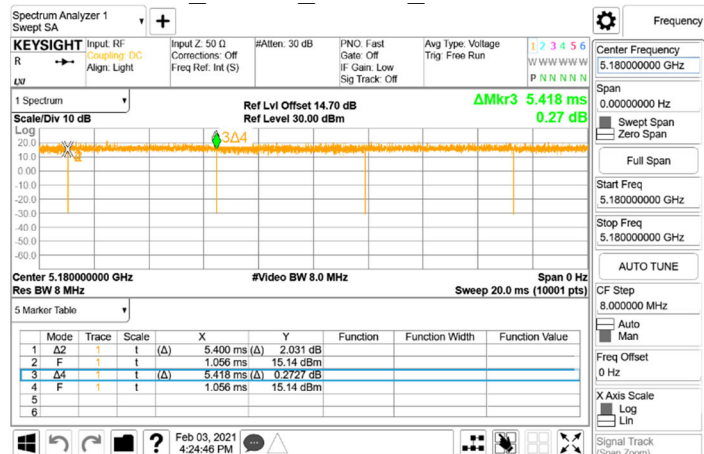 Spectrum Analyzer 1
Swept SA
Frequency
KEYSIGHT
R
LXI
Input: RF
Coupling: DC
Align: Light
Input Z: 50 Ω
Corrections: Off
Freq Ref: Int (S)
#Atten: 30 dB
PNO: Fast
Gate: Off
IF Gain: Low
Sig Track: Off
Avg Type: Voltage
Trig: Free Run
1 2 3 4 5 6
W W W W W W
P N N N N N
1 Spectrum
Scale/Div 10 dB
Ref Lvl Offset 14.70 dB
Ref Level 30.00 dBm
ΔMkr3 5.418 ms
0.27 dB
Log
20.0
10.0
0.00
-10.0
-20.0
-30.0
-40.0
-50.0
-60.0
3Δ4
Center 5.180000000 GHz
Res BW 8 MHz
#Video BW 8.0 MHz
Span 0 Hz
Sweep 20.0 ms (10001 pts)
5 Marker Table
Mode Trace Scale X Y Function Function Width Function Value
1 Δ2 1 t (Δ) 5.400 ms (Δ) 2.031 dB
2 F 1 t 1.056 ms 15.14 dBm
3 Δ4 1 t (Δ) 5.418 ms (Δ) 0.2727 dB
4 F 1 t 1.056 ms 15.14 dBm
5
6
Feb 03, 2021
4:24:46 PM
Center Frequency
5.180000000 GHz
Span
0.00000000 Hz
Swept Span
Zero Span
Full Span
Start Freq
5.180000000 GHz
Stop Freq
5.180000000 GHz
AUTO TUNE
CF Step
8.000000 MHz
Auto
Man
Freq Offset
0 Hz
X Axis Scale
Log
Lin
Signal Track
(Span Zoom)